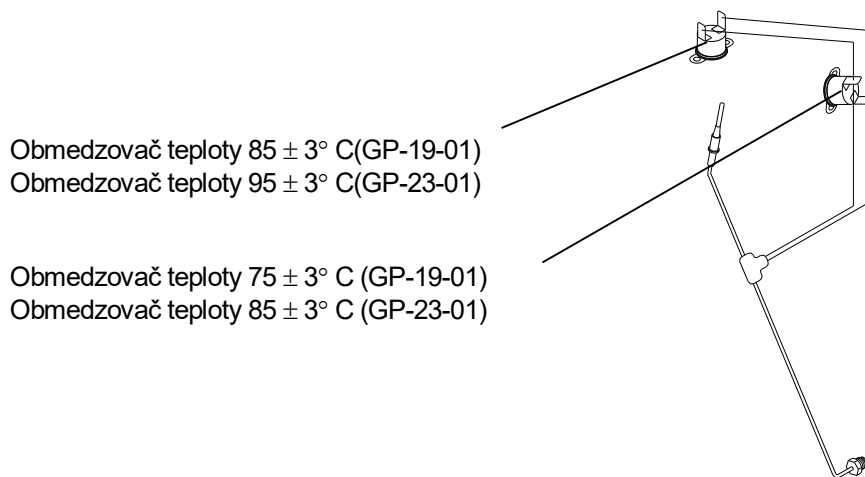 Obmedzovač teploty 85 ± 3° C(GP-19-01)
Obmedzovač teploty 95 ± 3° C(GP-23-01)
Obmedzovač teploty 75 ± 3° C (GP-19-01)
Obmedzovač teploty 85 ± 3° C (GP-23-01)